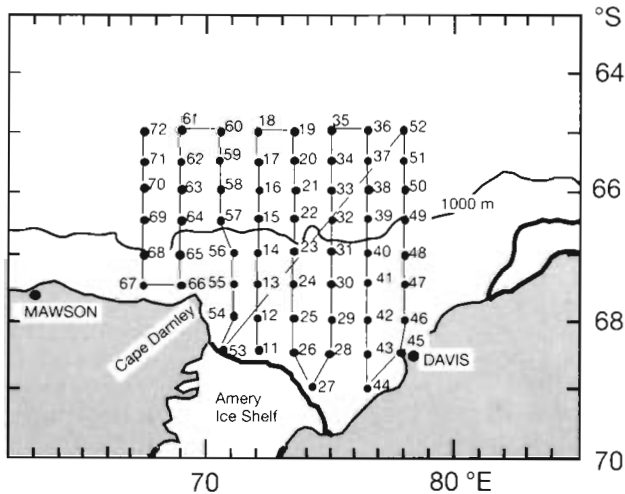 °S
64
72 61 60 18 19 35 36 52
71 62 59 17 20 34 37 51
70 63 58 16 21 33 38 50
66
1000 m
69 64 57 15 22 32 39 49
68 65 56 14 23 31 40 48
67 66 55 13 24 30 41 47
MAWSON
54 12 25 29 42 46
68
Cape Darnley
53 11 26 28 43 45
DAVIS
27 44
Amery
Ice Shelf
70
70 80 °E